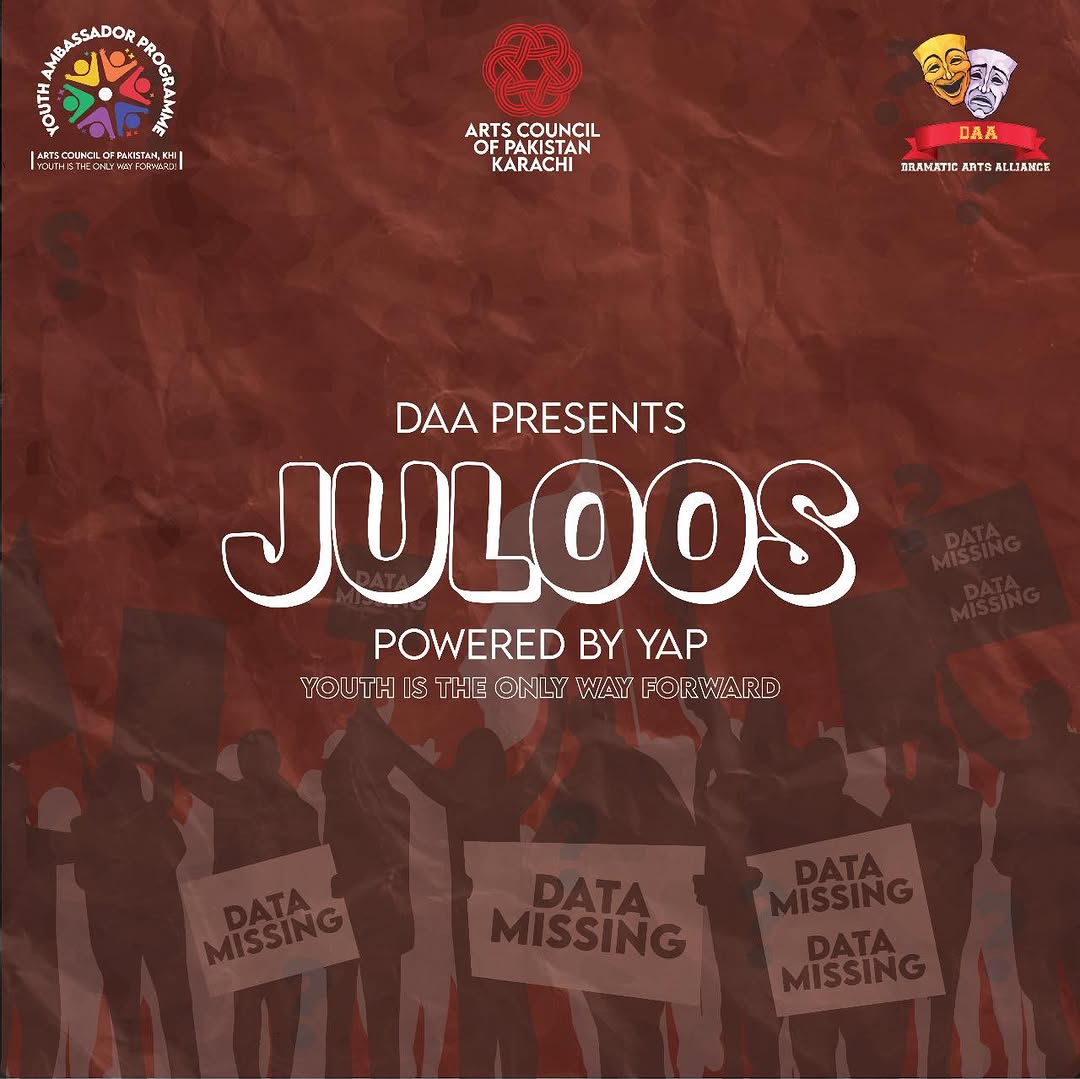 YOUTH AMBASSADOR PROGRAMME
ARTS COUNCIL OF PAKISTAN, KHI
YOUTH IS THE ONLY WAY FORWARD!
ARTS COUNCIL
OF PAKISTAN
KARACHI
DAA
DRAMATIC ARTS ALLIANCE
DAA PRESENTS
JULOOS
POWERED BY YAP
YOUTH IS THE ONLY WAY FORWARD
DATA
MISSING
DATA
MISSING
DATA
MISSING
DATA
MISSING
DATA
MISSING
DATA
MISSING
DATA
MISSING